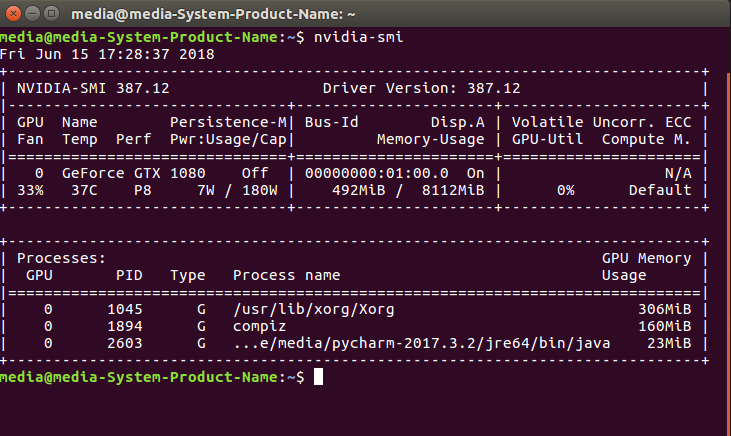 media@media-System-Product-Name: ~
media@media-System-Product-Name:~$ nvidia-smi
Fri Jun 15 17:28:37 2018
+-----------------------------------------------------------------------------+
| NVIDIA-SMI 387.12                 Driver Version: 387.12                    |
|-------------------------------+----------------------+----------------------+
| GPU  Name        Persistence-M| Bus-Id        Disp.A | Volatile Uncorr. ECC |
| Fan  Temp  Perf  Pwr:Usage/Cap|         Memory-Usage | GPU-Util  Compute M. |
|===============================+======================+======================|
|   0  GeForce GTX 1080    Off  | 00000000:01:00.0  On |                  N/A |
| 33%   37C    P8     7W / 180W |    492MiB /  8112MiB |      0%      Default |
+-------------------------------+----------------------+----------------------+
+-----------------------------------------------------------------------------+
| Processes:                                                       GPU Memory |
|  GPU       PID   Type   Process name                             Usage      |
|=============================================================================|
|    0      1045      G   /usr/lib/xorg/Xorg                           306MiB |
|    0      1894      G   compiz                                       160MiB |
|    0      2603      G   ...e/media/pycharm-2017.3.2/jre64/bin/java    23MiB |
+-----------------------------------------------------------------------------+
media@media-System-Product-Name:~$